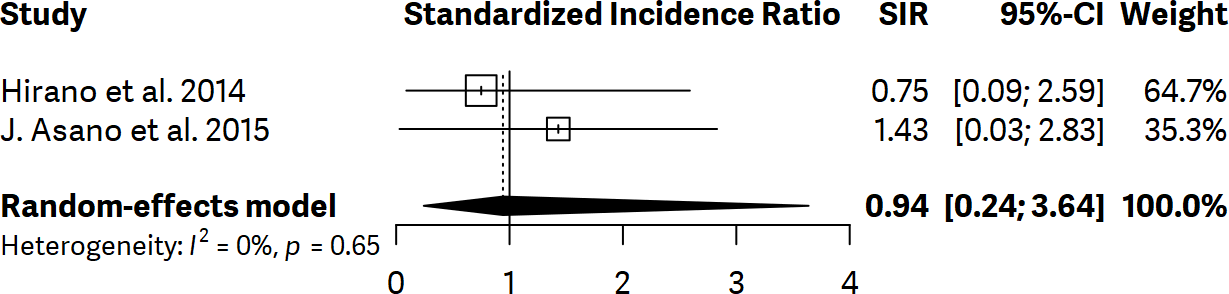 Study Standardized Incidence Ratio SIR 95%-CI Weight
Hirano et al. 2014 0.75 [0.09; 2.59] 64.7%
J. Asano et al. 2015 1.43 [0.03; 2.83] 35.3%
Random-effects model 0.94 [0.24; 3.64] 100.0%
Heterogeneity: I² = 0%, p = 0.65
0 1 2 3 4